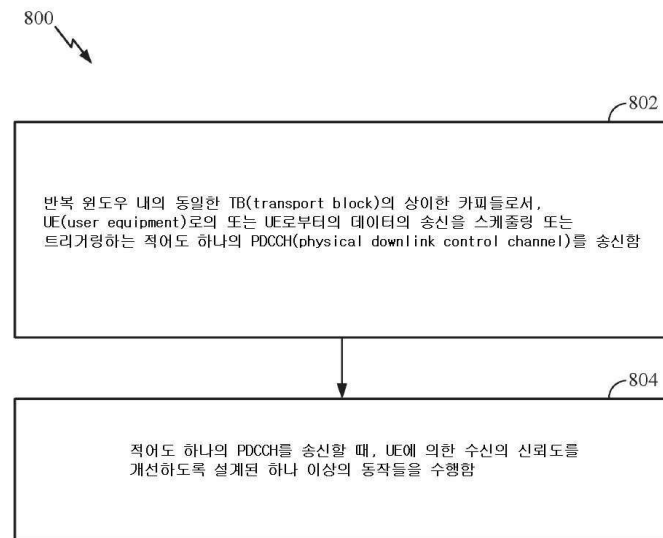 800
802
반복 윈도우 내의 동일한 TB(transport block)의 상이한 카피들로서,
UE(user equipment)로의 또는 UE로부터의 데이터의 송신을 스케줄링 또는
트리거링하는 적어도 하나의 PDCCH(physical downlink control channel)를 송신함
804
적어도 하나의 PDCCH를 송신할 때, UE에 의한 수신의 신뢰도를
개선하도록 설계된 하나 이상의 동작들을 수행함